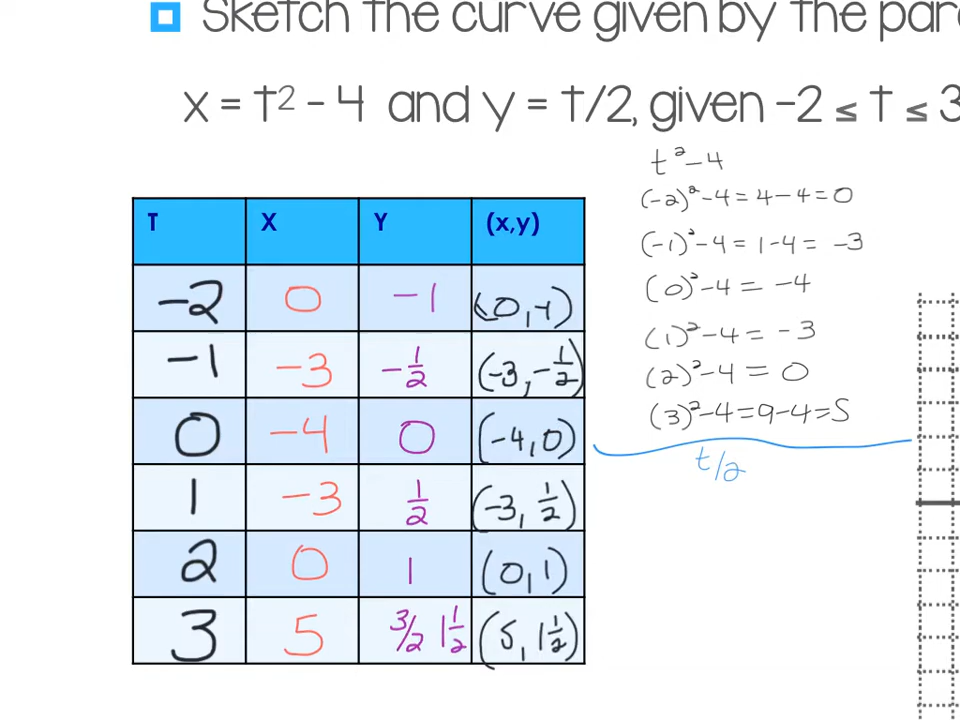 Sketch the curve given by the para
x = t² - 4 and y = t/2, given -2 ≤ t ≤ 3
t² - 4
(-2)² - 4 = 4 - 4 = 0
(-1)² - 4 = 1 - 4 = -3
(0)² - 4 = -4
(1)² - 4 = -3
(2)² - 4 = 0
(3)² - 4 = 9 - 4 = 5
t/2
T X Y (x,y)
-2 0 -1 (0, -1)
-1 -3 -1/2 (-3, -1/2)
0 -4 0 (-4, 0)
1 -3 1/2 (-3, 1/2)
2 0 1 (0, 1)
3 5 3/2 1 1/2 (5, 1 1/2)